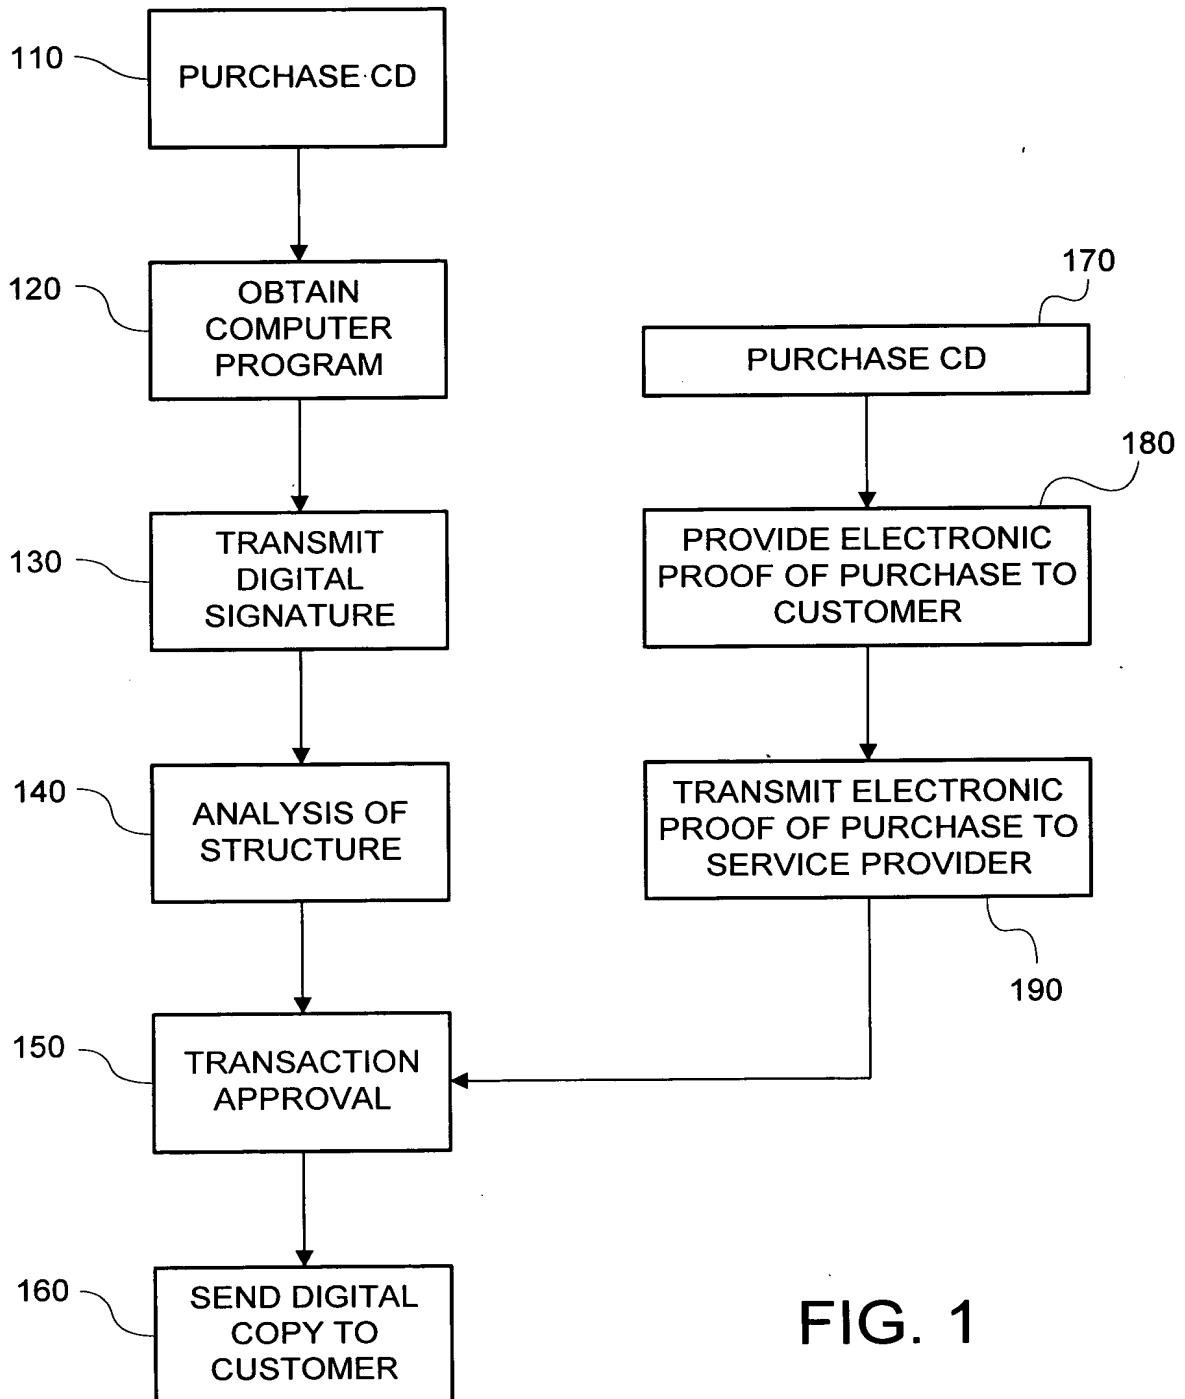 110
PURCHASE CD
120
OBTAIN
COMPUTER
PROGRAM
130
TRANSMIT
DIGITAL
SIGNATURE
140
ANALYSIS OF
STRUCTURE
150
TRANSACTION
APPROVAL
160
SEND DIGITAL
COPY TO
CUSTOMER
170
PURCHASE CD
180
PROVIDE ELECTRONIC
PROOF OF PURCHASE TO
CUSTOMER
TRANSMIT ELECTRONIC
PROOF OF PURCHASE TO
SERVICE PROVIDER
190
FIG. 1